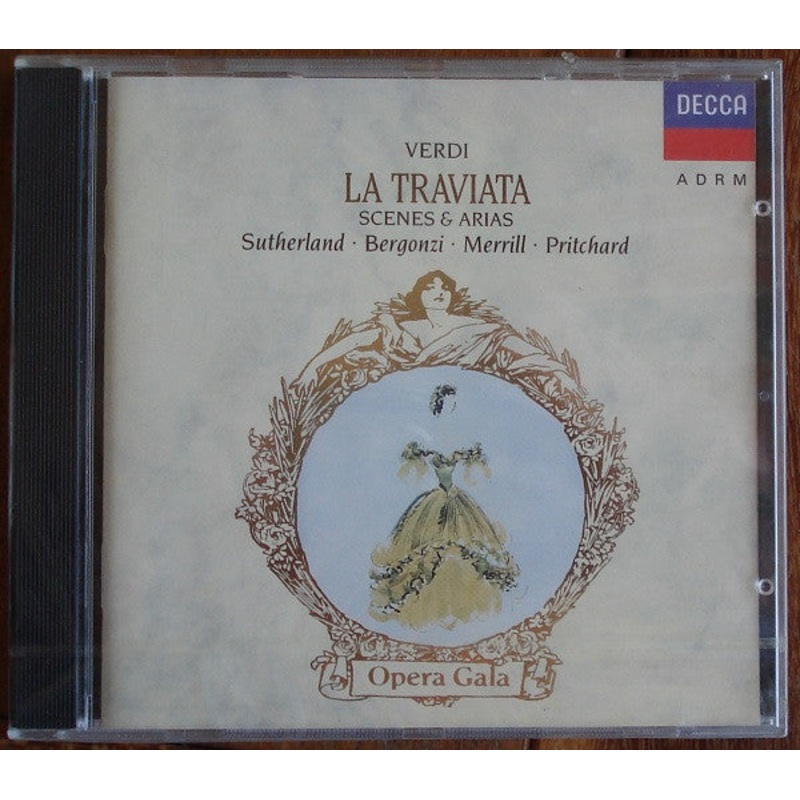 DECCA
ADRM
VERDI
LA TRAVIATA
SCENES & ARIAS
Sutherland · Bergonzi · Merrill · Pritchard
Opera Gala